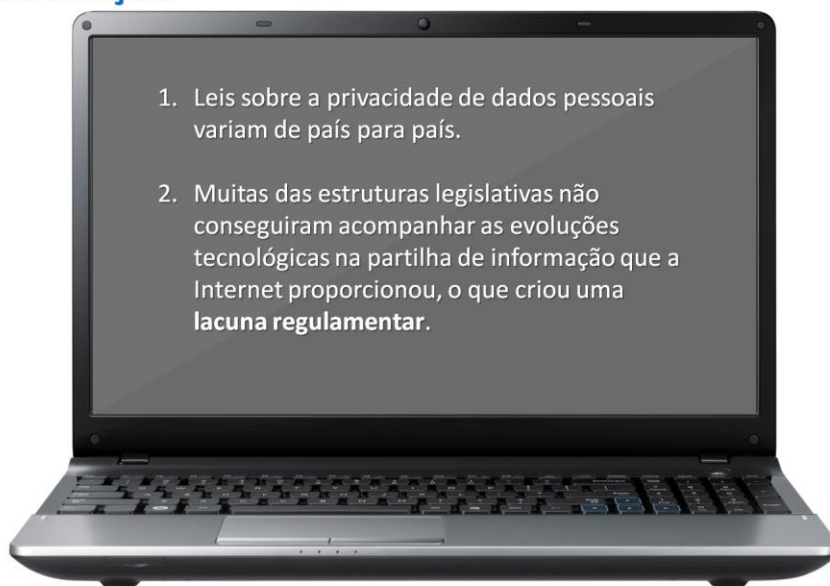 1. Leis sobre a privacidade de dados pessoais
variam de país para país.
2. Muitas das estruturas legislativas não
conseguiram acompanhar as evoluções
tecnológicas na partilha de informação que a
Internet proporcionou, o que criou uma
lacuna regulamentar.